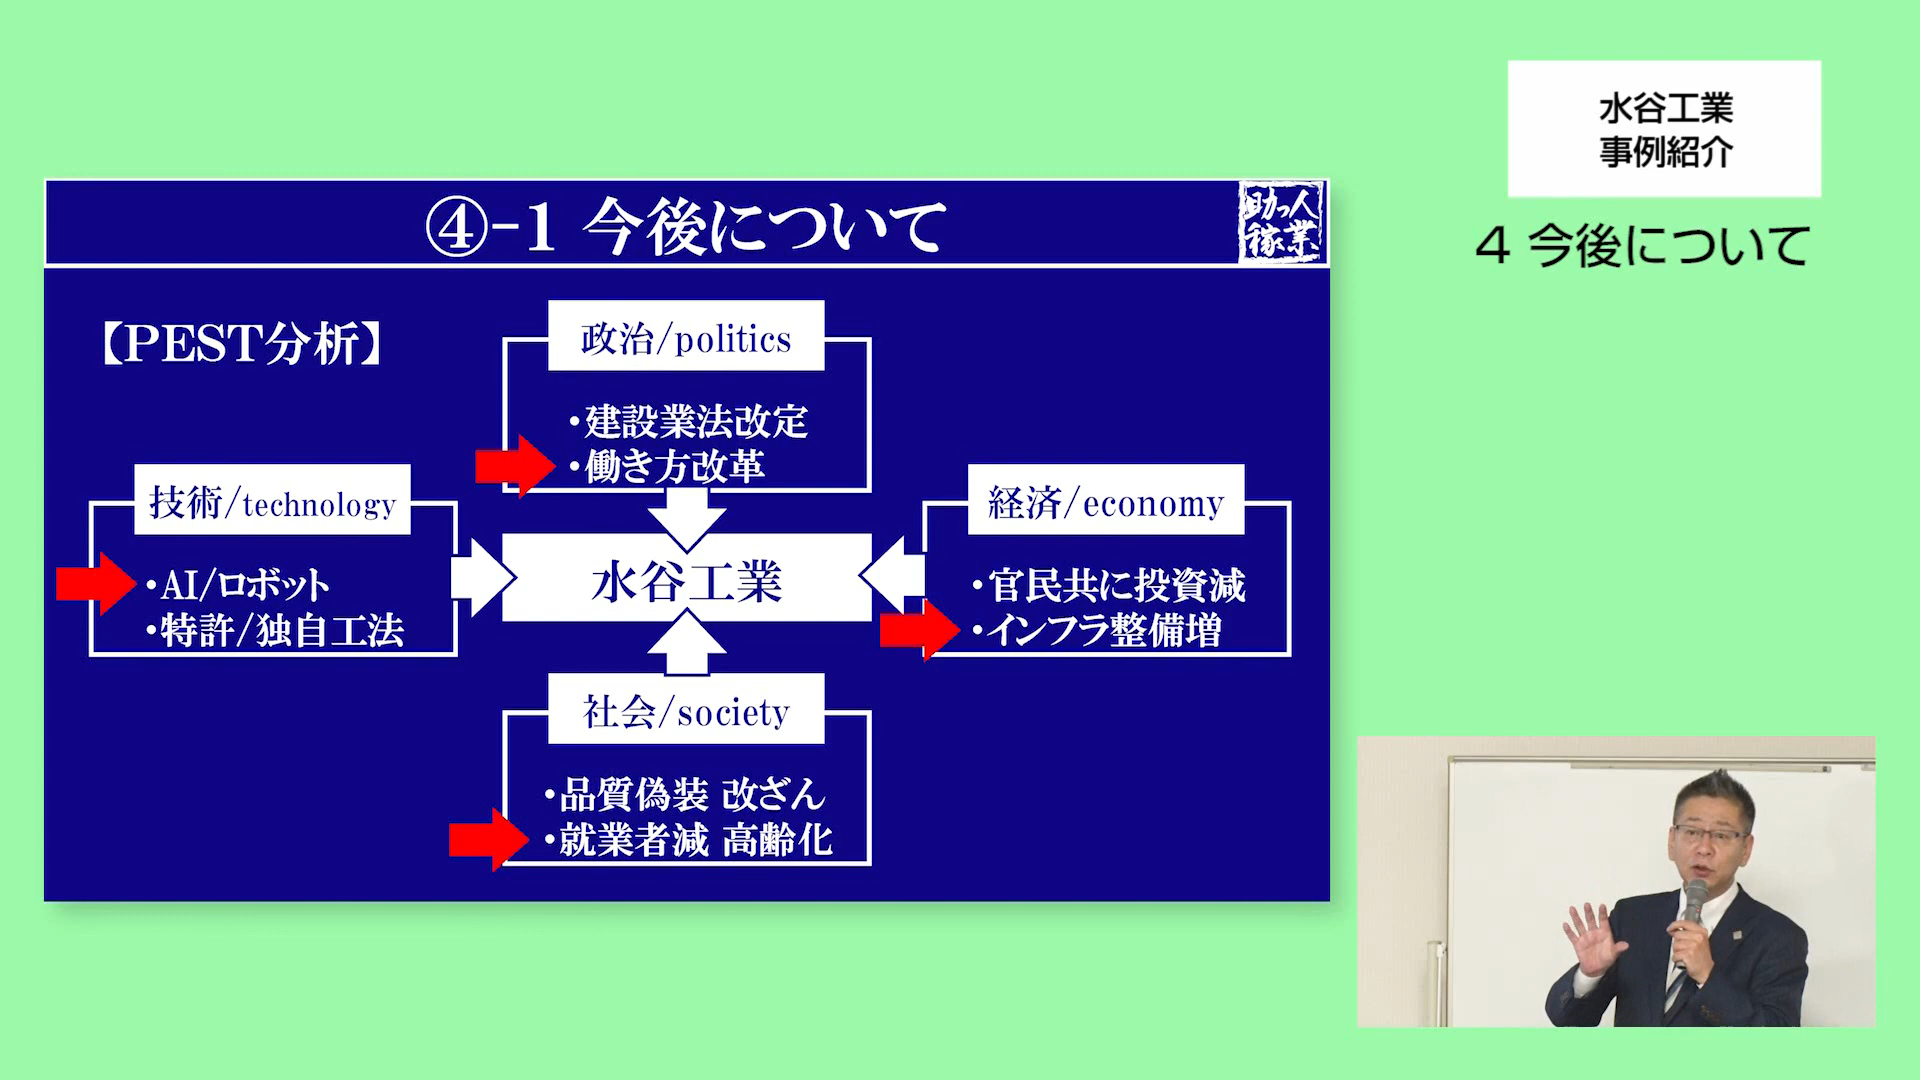 水谷工業
事例紹介
4 今後について
④-1 今後について
助っ人
稼業
【PEST分析】
政治/politics
・建設業法改定
・働き方改革
技術/technology
・AI/ロボット
・特許/独自工法
水谷工業
経済/economy
・官民共に投資減
・インフラ整備増
社会/society
・品質偽装 改ざん
・就業者減 高齢化